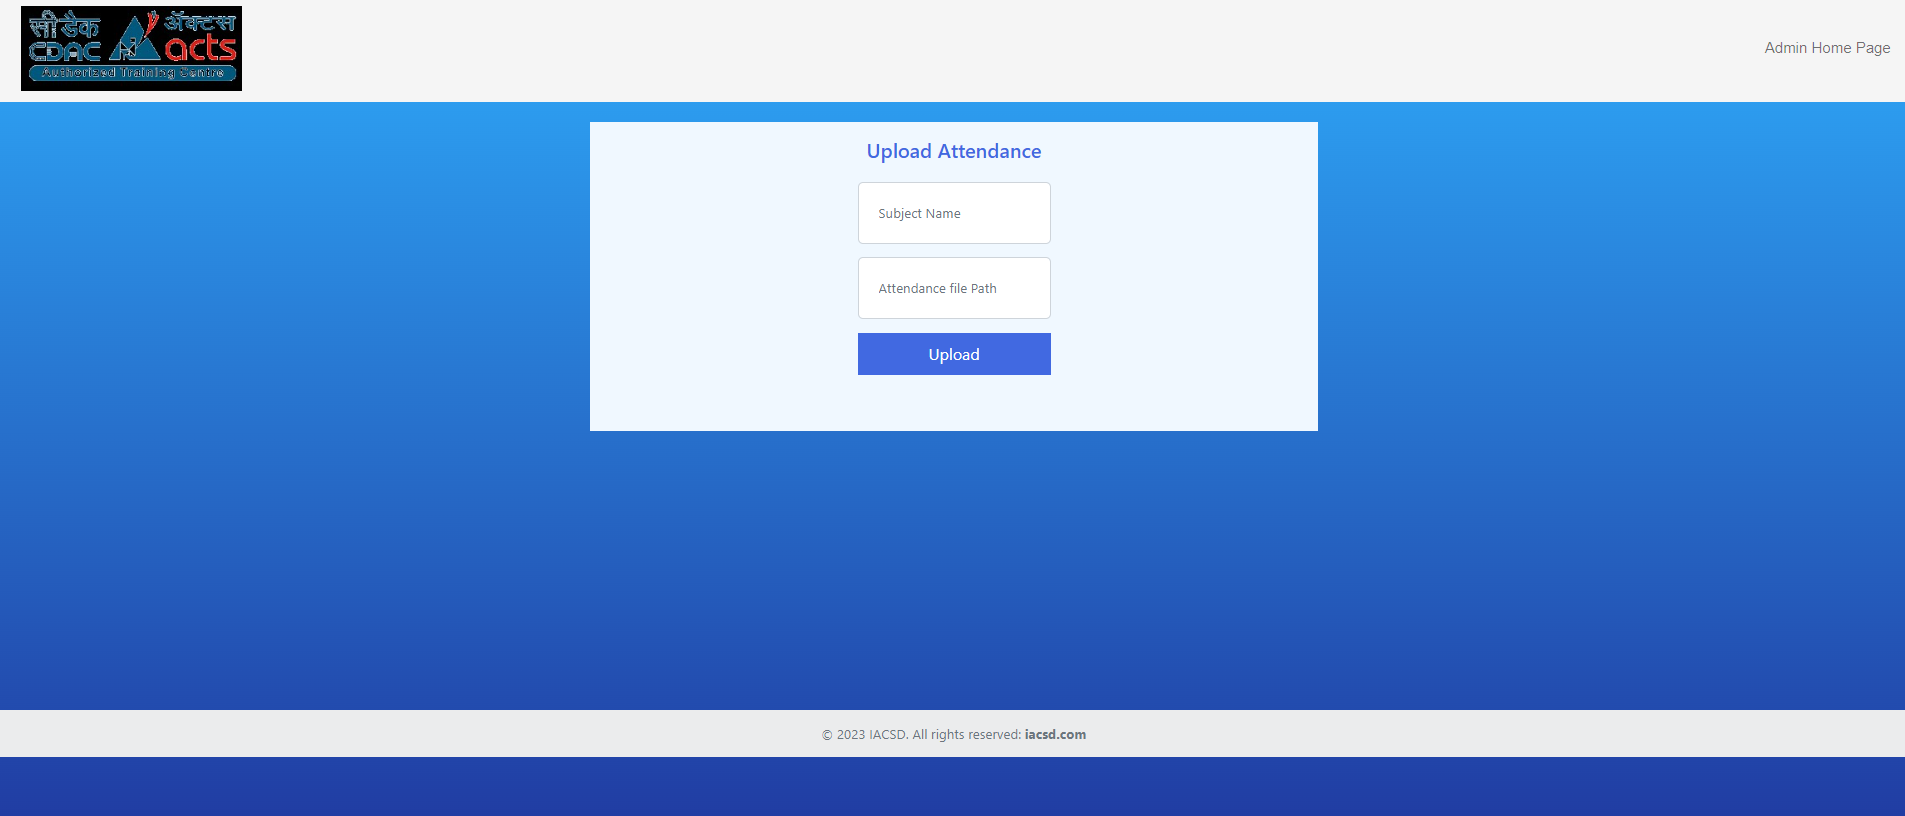 सी डैक ॲक्टस
CDAC acts
Authorized Training Centre
Admin Home Page
Upload Attendance
Subject Name
Attendance file Path
Upload
© 2023 IACSD. All rights reserved: iacsd.com